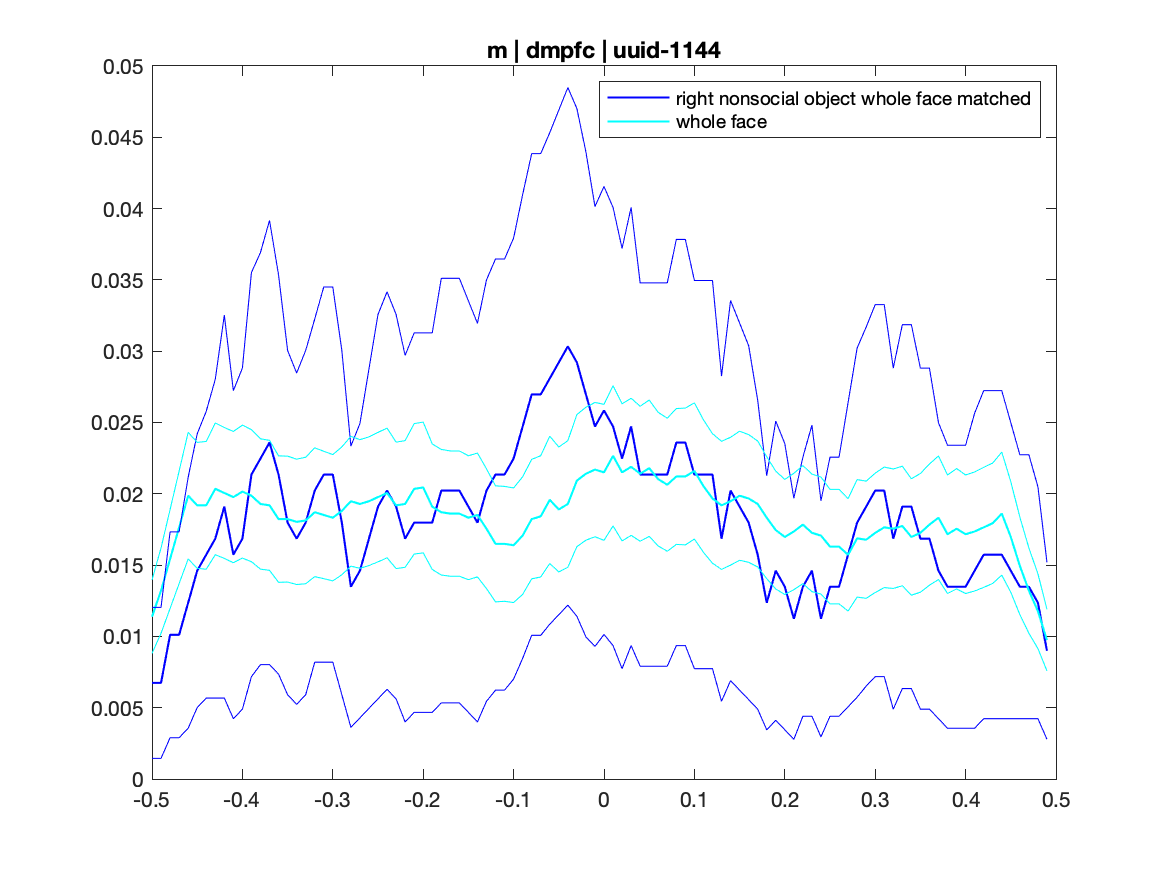 m | dmpfc | uuid-1144
right nonsocial object whole face matched
whole face
0.05
0.045
0.04
0.035
0.03
0.025
0.02
0.015
0.01
0.005
0
-0.5 -0.4 -0.3 -0.2 -0.1 0 0.1 0.2 0.3 0.4 0.5